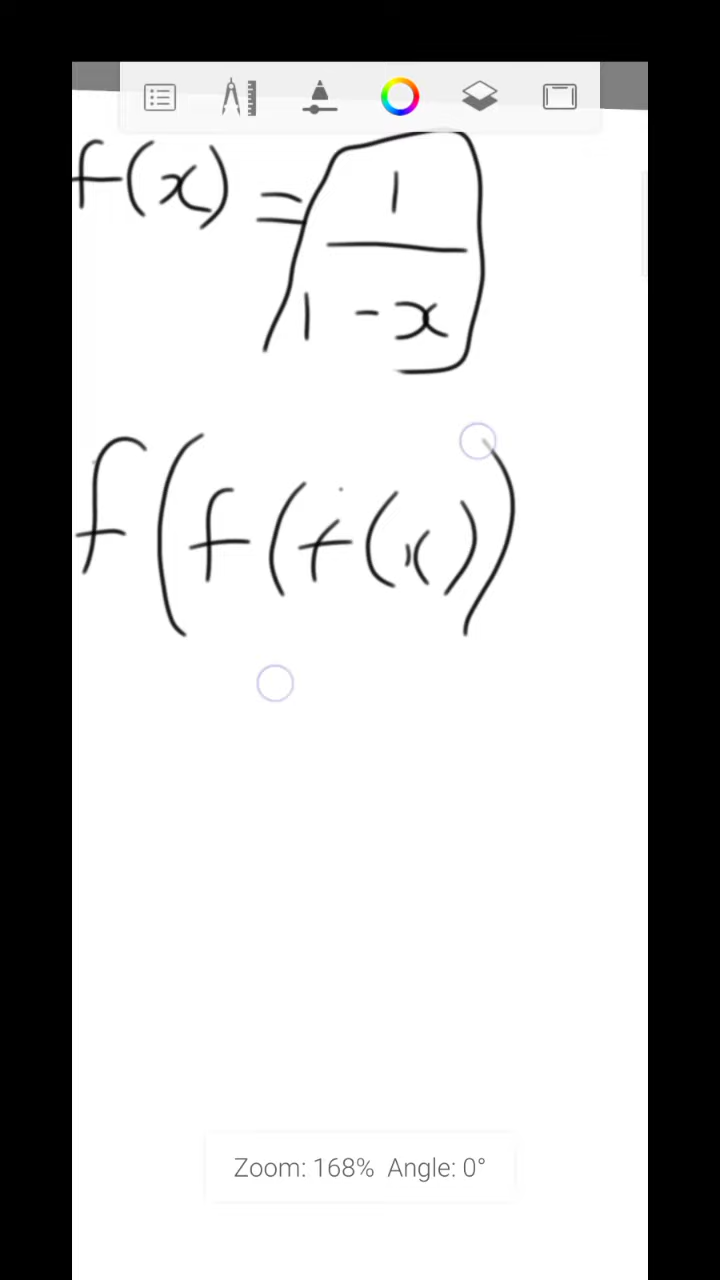 f(x) = 1
1 - x
f(f(f(x))
Zoom: 168% Angle: 0°